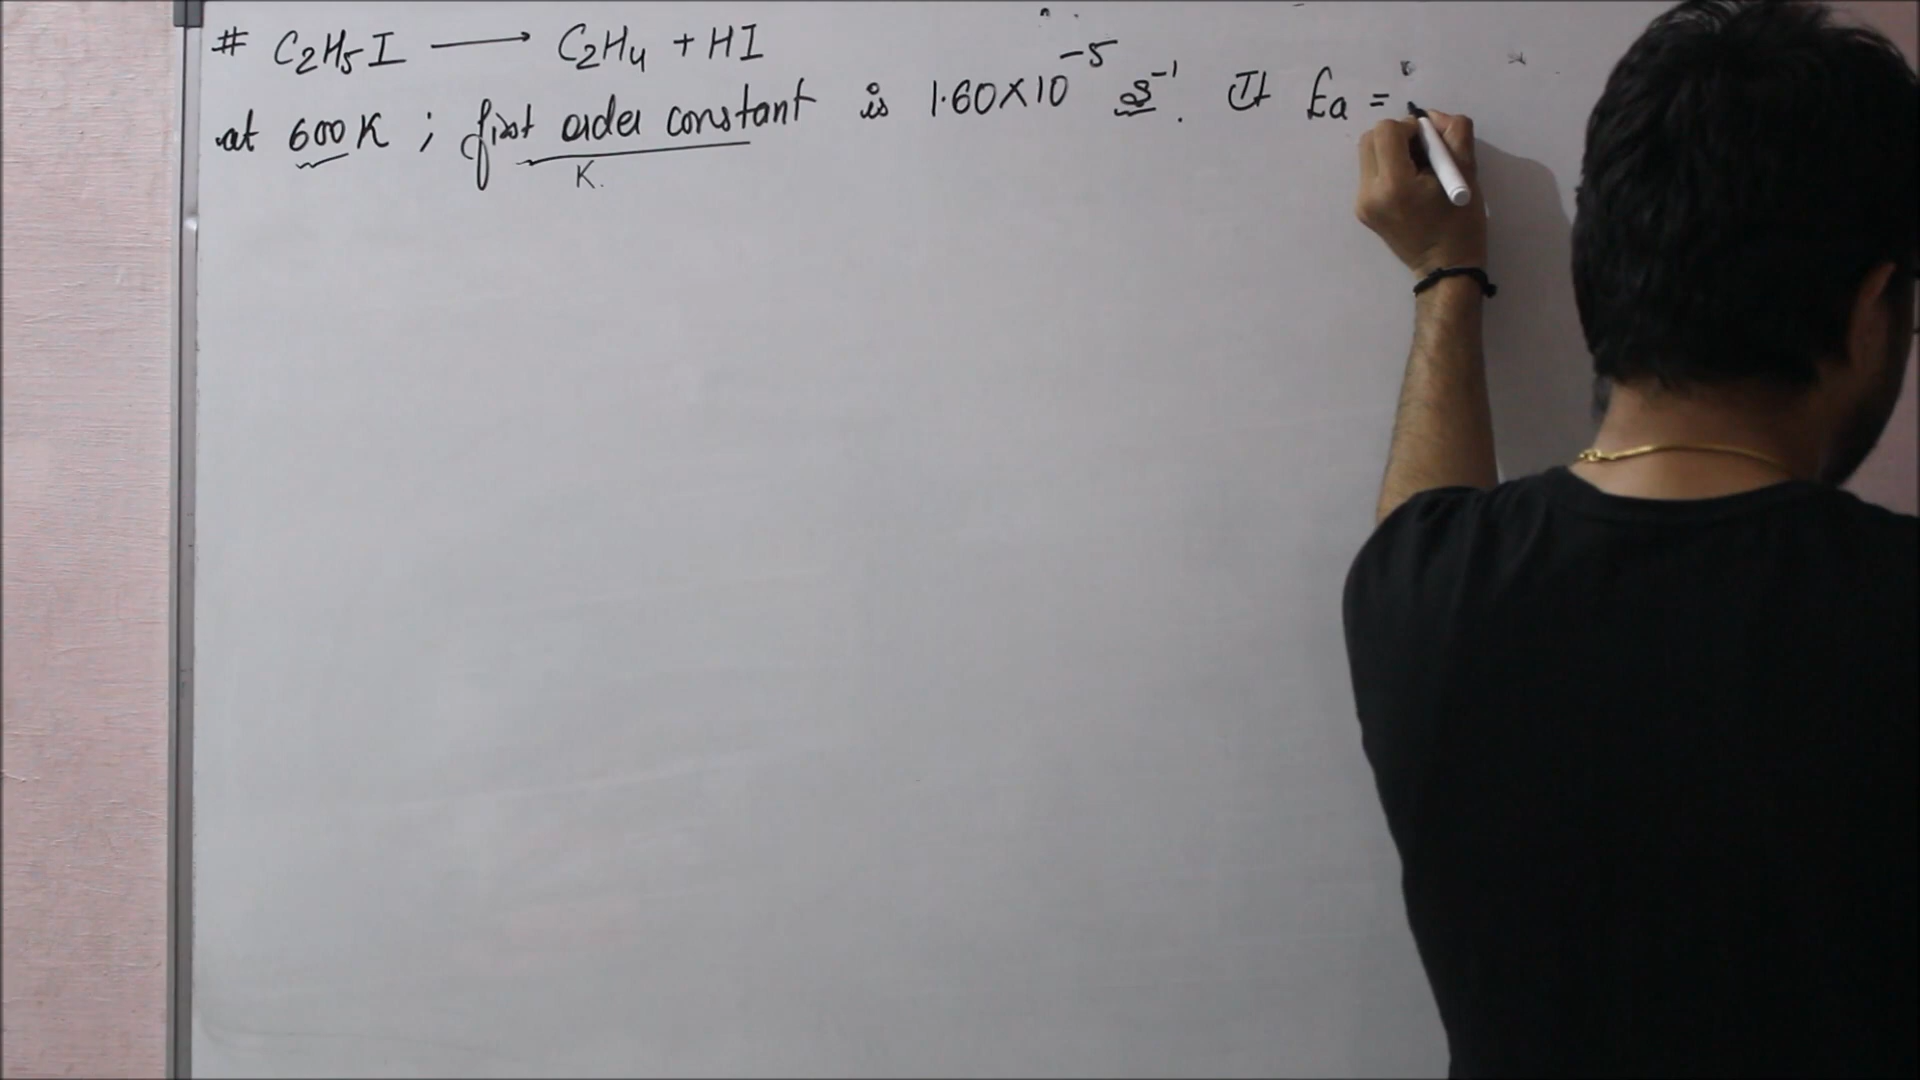 # C2H5I ⟶ C2H4 + HI
at 600 K ; first order constant is 1.60×10⁻⁵ s⁻¹. If Ea =
K.